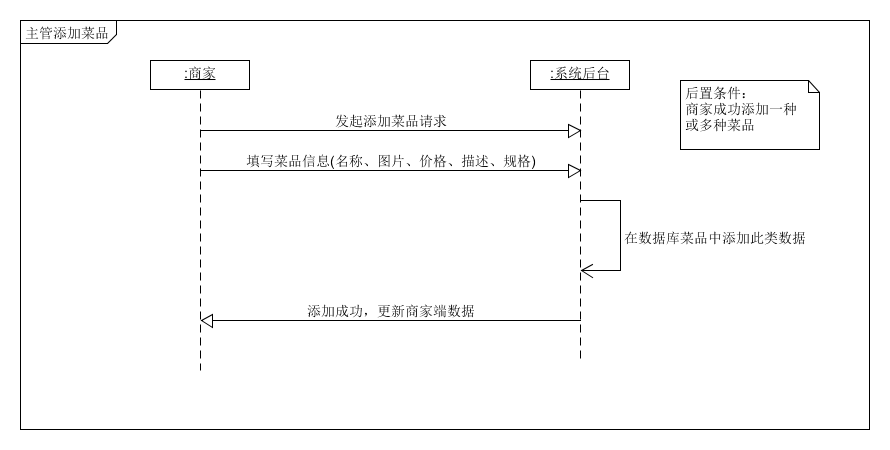 主管添加菜品
:商家
:系统后台
后置条件：
商家成功添加一种
或多种菜品
发起添加菜品请求
填写菜品信息(名称、图片、价格、描述、规格)
在数据库菜品中添加此类数据
添加成功，更新商家端数据